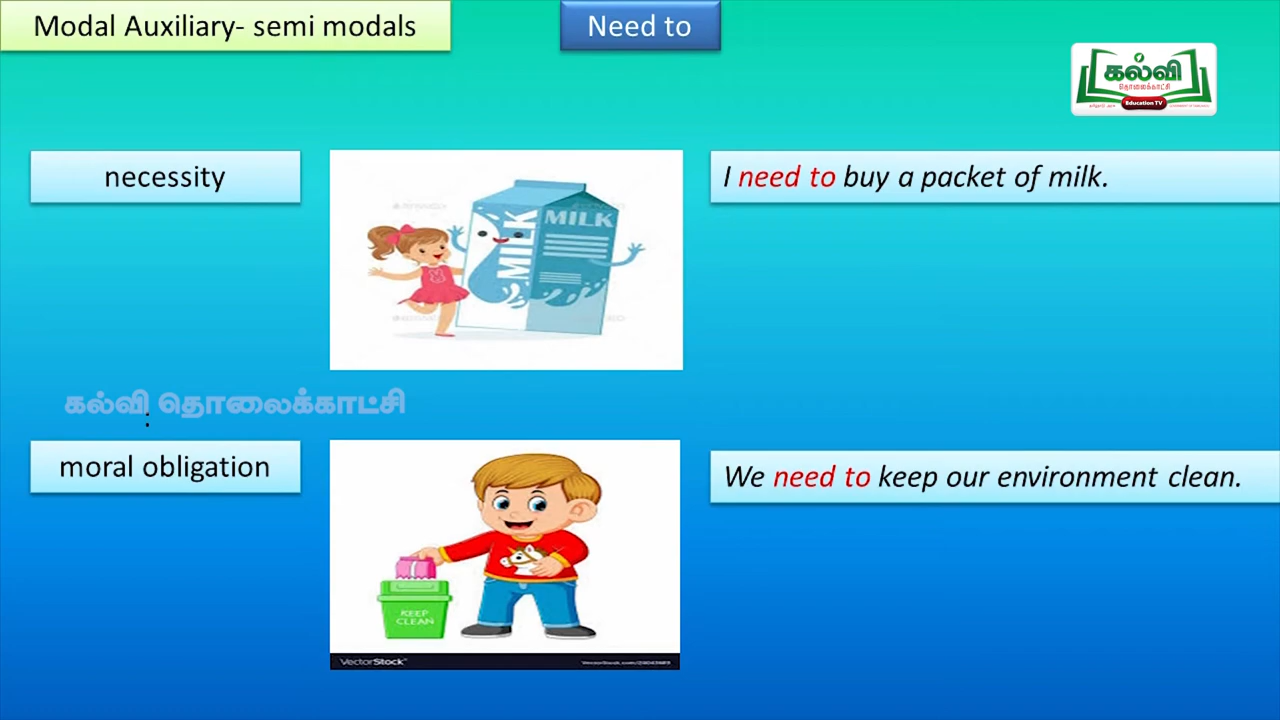 Modal Auxiliary- semi modals
Need to
கல்வி
தொலைக்காட்சி
Education TV
necessity
MILK
MILK
I need to buy a packet of milk.
கல்வி தொலைக்காட்சி
:
moral obligation
KEEP
CLEAN
We need to keep our environment clean.
VectorStock